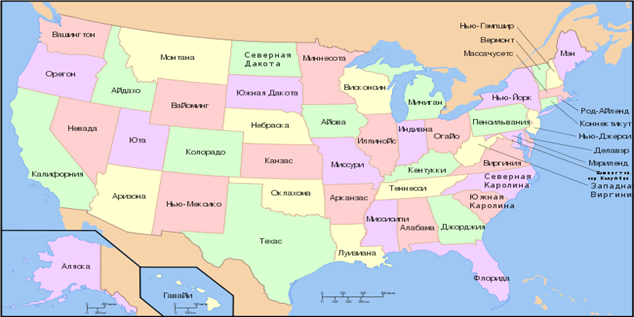 Нью-Гэмпшир
Вермонт
Массачусетс
Мэн
Вашингтон
Монтана
Северная
Дакота
Миннесота
Орегон
Айдахо
Южная Дакота
Висконсин
Мичиган
Нью-Йорк
Вайоминг
Род-Айленд
Коннектикут
Небраска
Айова
Пенсильвания
Нью-Джерси
Невада
Юта
Колорадо
Иллинойс
Индиана
Огайо
Делавэр
Мэриленд
Калифорния
Канзас
Миссури
Кентукки
Виргиния
Западна
Виргини
Северная
Каролина
Теннесси
Аризона
Нью-Мексико
Оклахома
Арканзас
Южная
Каролина
Миссисипи
Алабама
Джорджия
Техас
Луизиана
Аляска
Гавайи
Флорида